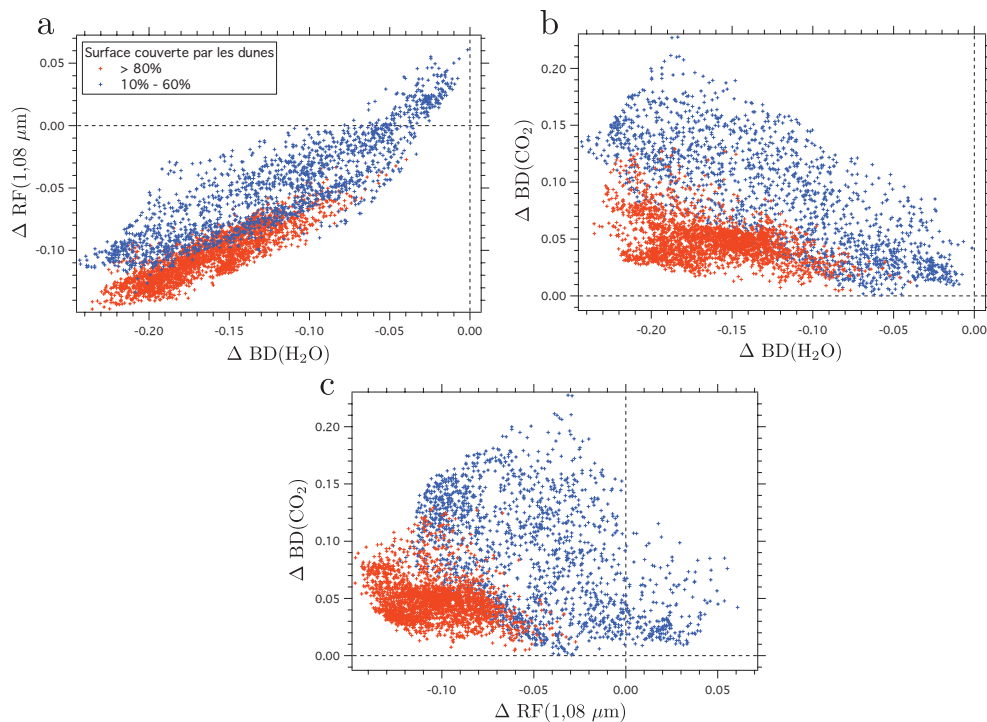 a
Surface couverte par les dunes
> 80%
10% - 60%
0.05
0.00
-0.05
-0.10
Δ RF(1,08 μm)
-0.20 -0.15 -0.10 -0.05 0.00
Δ BD(H₂O)
b
0.20
0.15
0.10
0.05
0.00
Δ BD(CO₂)
-0.20 -0.15 -0.10 -0.05 0.00
Δ BD(H₂O)
c
0.20
0.15
0.10
0.05
0.00
Δ BD(CO₂)
-0.10 -0.05 0.00 0.05
Δ RF(1,08 μm)